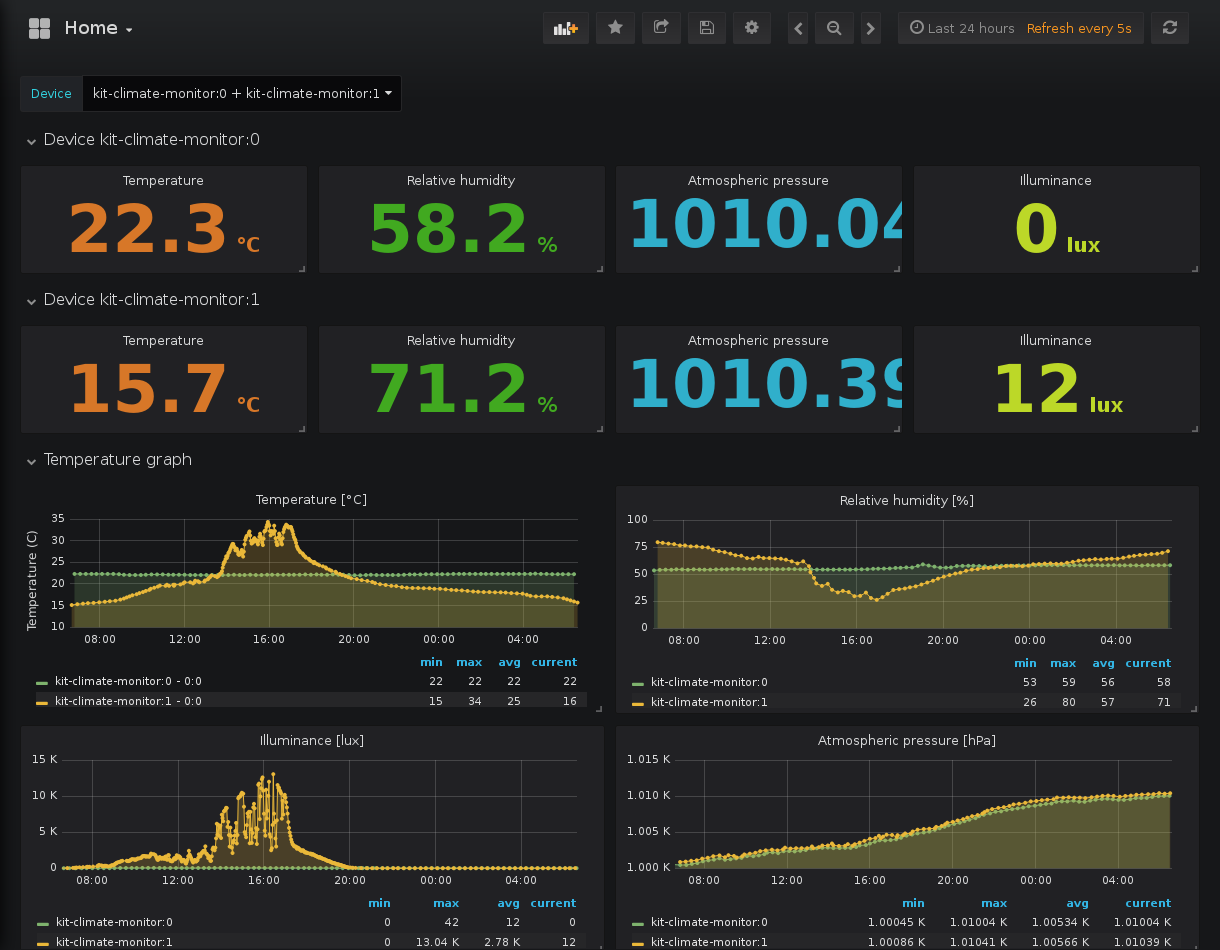 Home
Last 24 hours Refresh every 5s
Device kit-climate-monitor:0 + kit-climate-monitor:1
Device kit-climate-monitor:0
Temperature Relative humidity Atmospheric pressure Illuminance
22.3 °C 58.2 % 1010.04 0 lux
Device kit-climate-monitor:1
Temperature Relative humidity Atmospheric pressure Illuminance
15.7 °C 71.2 % 1010.39 12 lux
Temperature graph
Temperature [°C]
Temperature (C)
35
30
25
20
15
10
08:00 12:00 16:00 20:00 00:00 04:00
min max avg current
kit-climate-monitor:0 - 0:0 22 22 22 22
kit-climate-monitor:1 - 0:0 15 34 25 16
Relative humidity [%]
100
75
50
25
0
08:00 12:00 16:00 20:00 00:00 04:00
min max avg current
kit-climate-monitor:0 53 59 56 58
kit-climate-monitor:1 26 80 57 71
Illuminance [lux]
15 K
10 K
5 K
0
08:00 12:00 16:00 20:00 00:00 04:00
min max avg current
kit-climate-monitor:0 0 42 12 0
kit-climate-monitor:1 0 13.04 K 2.78 K 12
Atmospheric pressure [hPa]
1.015 K
1.010 K
1.005 K
1.000 K
08:00 12:00 16:00 20:00 00:00 04:00
min max avg current
kit-climate-monitor:0 1.00045 K 1.01004 K 1.00534 K 1.01004 K
kit-climate-monitor:1 1.00086 K 1.01041 K 1.00566 K 1.01039 K